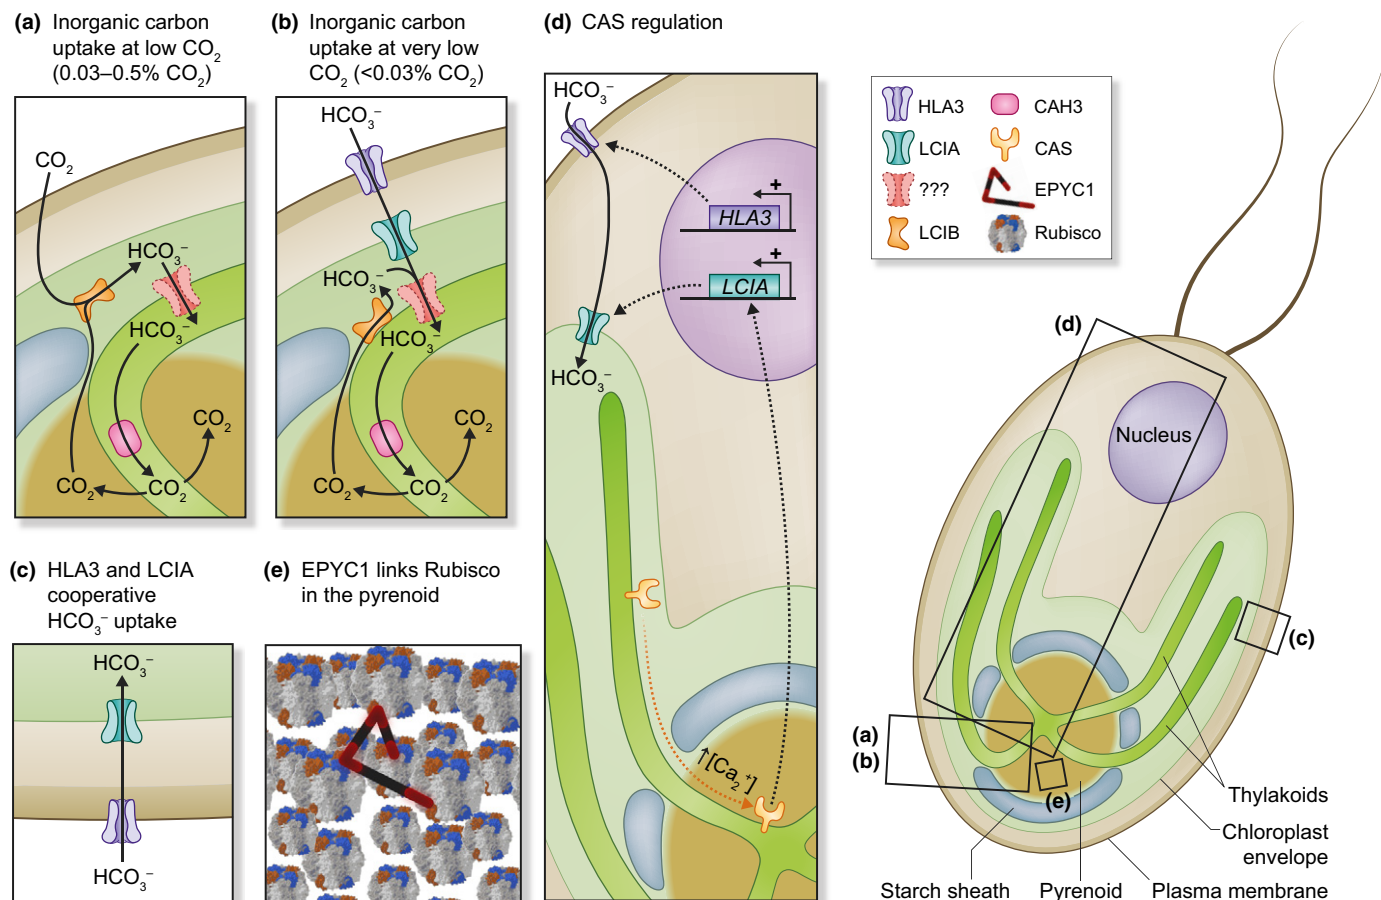 (a) Inorganic carbon
uptake at low CO₂
(0.03–0.5% CO₂)
CO₂
HCO₃⁻
HCO₃⁻
CO₂
CO₂
CO₂
(b) Inorganic carbon
uptake at very low
CO₂ (<0.03% CO₂)
HCO₃⁻
HCO₃⁻
HCO₃⁻
CO₂
CO₂
CO₂
(c) HLA3 and LCIA
cooperative
HCO₃⁻ uptake
HCO₃⁻
HCO₃⁻
(e) EPYC1 links Rubisco
in the pyrenoid
(d) CAS regulation
HCO₃⁻
+
HLA3
+
LCIA
HCO₃⁻
↑[Ca₂⁺]
HLA3
CAH3
LCIA
CAS
???
EPYC1
LCIB
Rubisco
(d)
Nucleus
(c)
(a)
(b)
(e)
Thylakoids
Chloroplast
envelope
Starch sheath
Pyrenoid
Plasma membrane